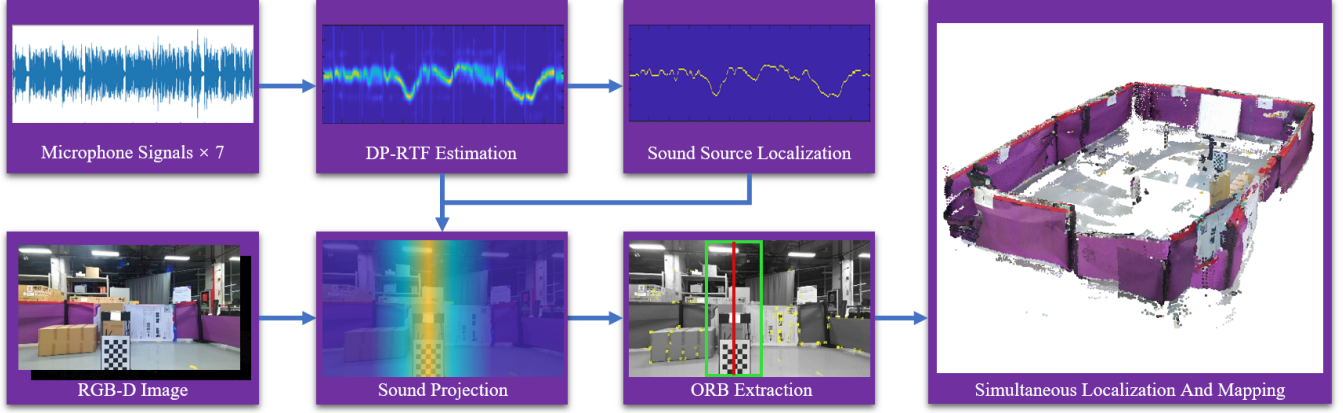 Microphone Signals × 7
DP-RTF Estimation
Sound Source Localization
RGB-D Image
Sound Projection
ORB Extraction
Simultaneous Localization And Mapping